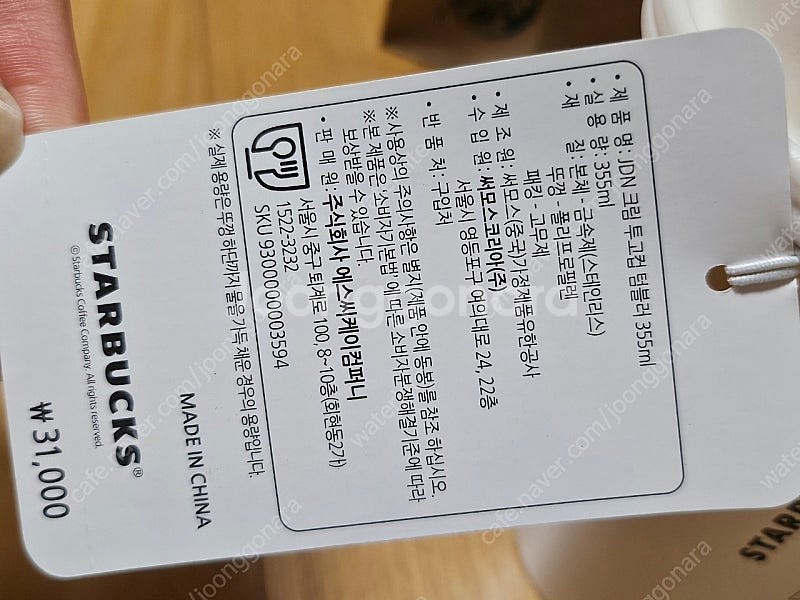 • 제 품 명: JDN 크림 투고컵 텀블러 355ml
• 실 용 량: 355ml
• 재 질: 본체 - 금속제(스테인리스)
뚜껑 - 폴리프로필렌
패킹 - 고무제
• 제 조 원: 써모스(중국)가정제품유한공사
• 수 입 원: 써모스코리아(주)
서울시 영등포구 여의대로 24, 22층
• 반 품 처: 구입처
※사용상의 주의사항은 별지(제품 안에 동봉)를 참조 하십시오.
※본 제품은 '소비자기본법'에 따른 소비자분쟁해결기준에 따라
보상받을 수 있습니다.
• 판 매 원: 주식회사 에스씨케이컴퍼니
서울시 중구 퇴계로 100, 8~10층(회현동2가)
1522-3232
SKU 9300000003594
※ 실제 용량은 뚜껑 하단까지 물을 가득 채운 경우의 용량입니다.
MADE IN CHINA
STARBUCKS®
© Starbucks Coffee Company. All rights reserved.
₩31,000
STARB
joonggonara
cafe.naver.com/joonggonara